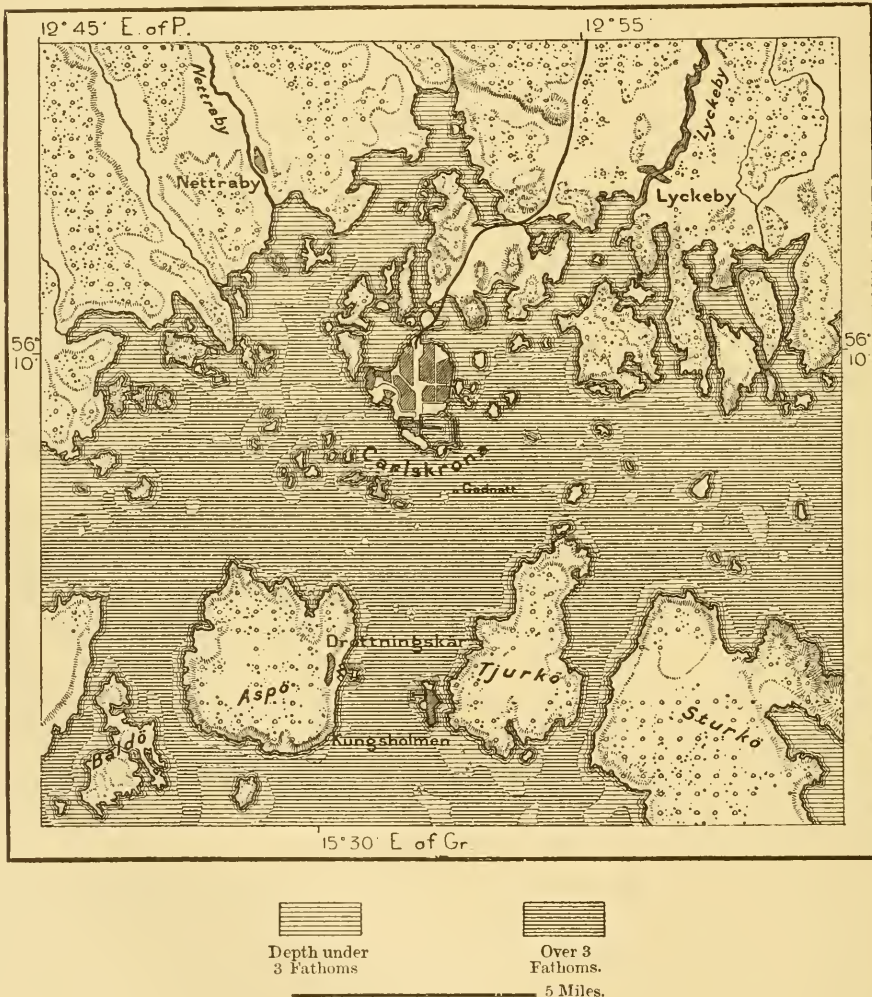 12°45' E. of P.
12°55'
Nettraby
Lyckeby
Nettraby
Lyckeby
56°
10'
56°
10'
Carlskrona
Godnatt
Drottningskär
Aspö
Tjurkö
Sturkö
Kungsholmen
Baldö
15°30' E of Gr
Depth under
3 Fathoms
Over 3
Fathoms.
5 Miles.